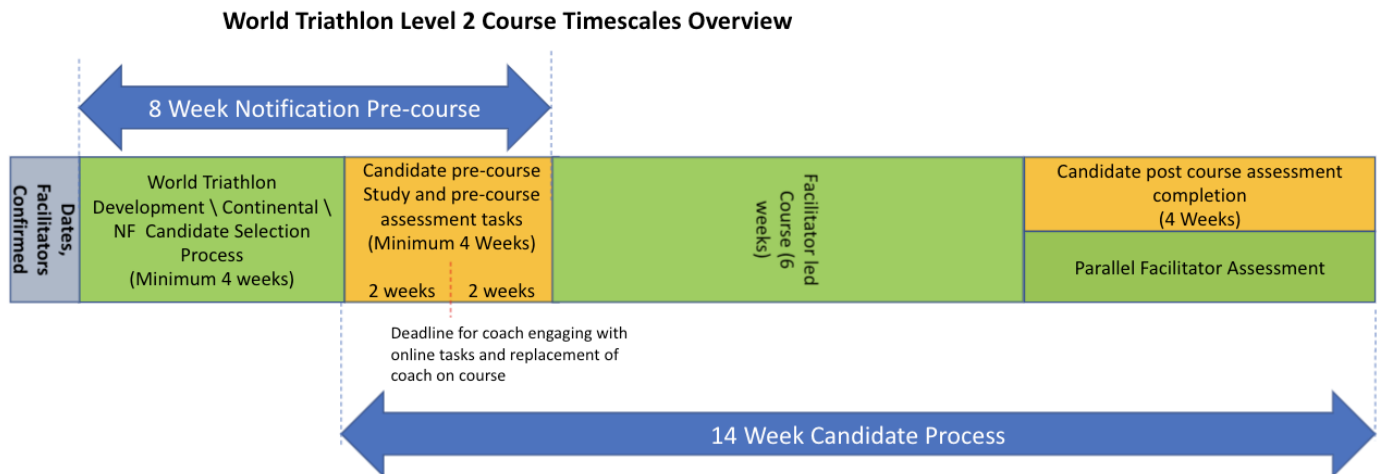 World Triathlon Level 2 Course Timescales Overview
8 Week Notification Pre-course
Dates,
Facilitators
Confirmed
World Triathlon
Development \ Continental \
NF  Candidate Selection
Process
(Minimum 4 weeks)
Candidate pre-course
Study and pre-course
assessment tasks
(Minimum 4 Weeks)
2 weeks
2 weeks
Facilitator led
Course (6
weeks)
Candidate post course assessment
completion
(4 Weeks)
Parallel Facilitator Assessment
Deadline for coach engaging with
online tasks and replacement of
coach on course
14 Week Candidate Process